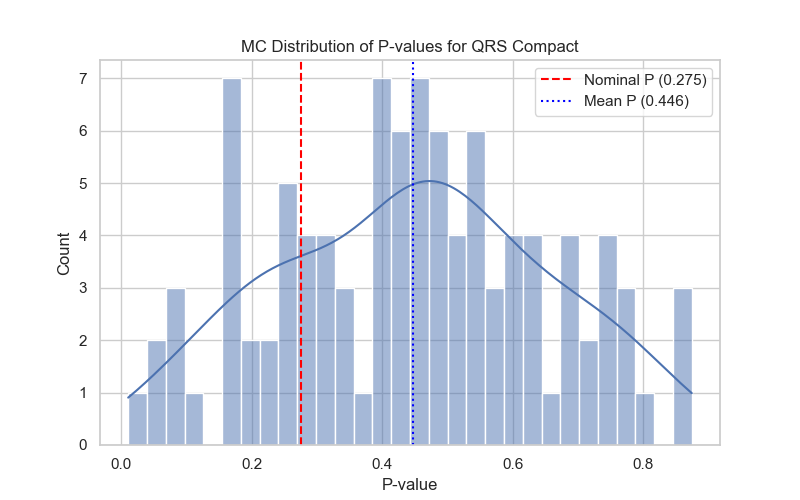 MC Distribution of P-values for QRS Compact
Nominal P (0.275)
Mean P (0.446)
Count
7
6
5
4
3
2
1
0
0.0 0.2 0.4 0.6 0.8
P-value